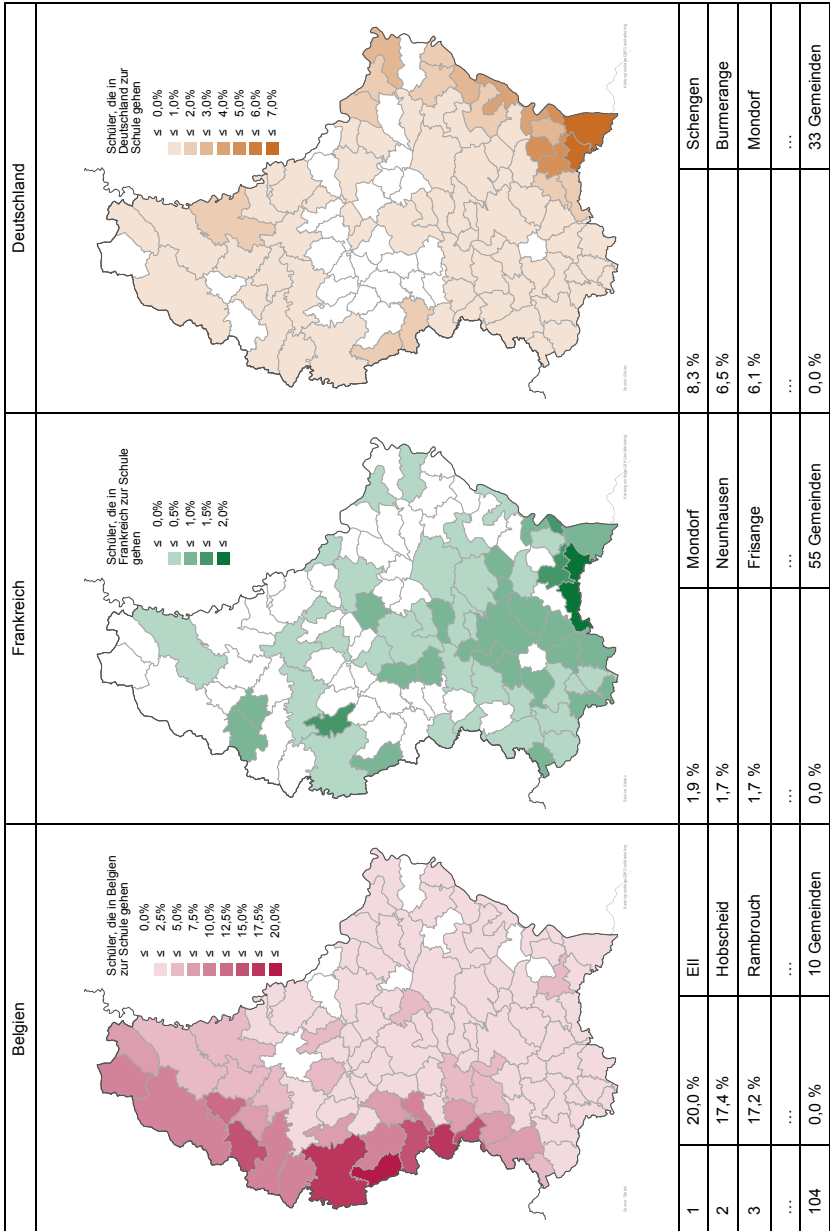 Belgien
Frankreich
Deutschland
Schüler, die in Belgien
zur Schule gehen
≤ 0,0%
≤ 2,5%
≤ 5,0%
≤ 7,5%
≤ 10,0%
≤ 12,5%
≤ 15,0%
≤ 17,5%
≤ 20,0%
Schüler, die in
Frankreich zur Schule
gehen
≤ 0,0%
≤ 0,5%
≤ 1,0%
≤ 1,5%
≤ 2,0%
Schüler, die in
Deutschland zur
Schule gehen
≤ 0,0%
≤ 1,0%
≤ 2,0%
≤ 3,0%
≤ 4,0%
≤ 5,0%
≤ 6,0%
≤ 7,0%
1 20,0 % Ell 1,9 % Mondorf 8,3 % Schengen
2 17,4 % Hobscheid 1,7 % Neunhausen 6,5 % Burmerange
3 17,2 % Rambrouch 1,7 % Frisange 6,1 % Mondorf
… … … … … … …
104 0,0 % 10 Gemeinden 0,0 % 55 Gemeinden 0,0 % 33 Gemeinden